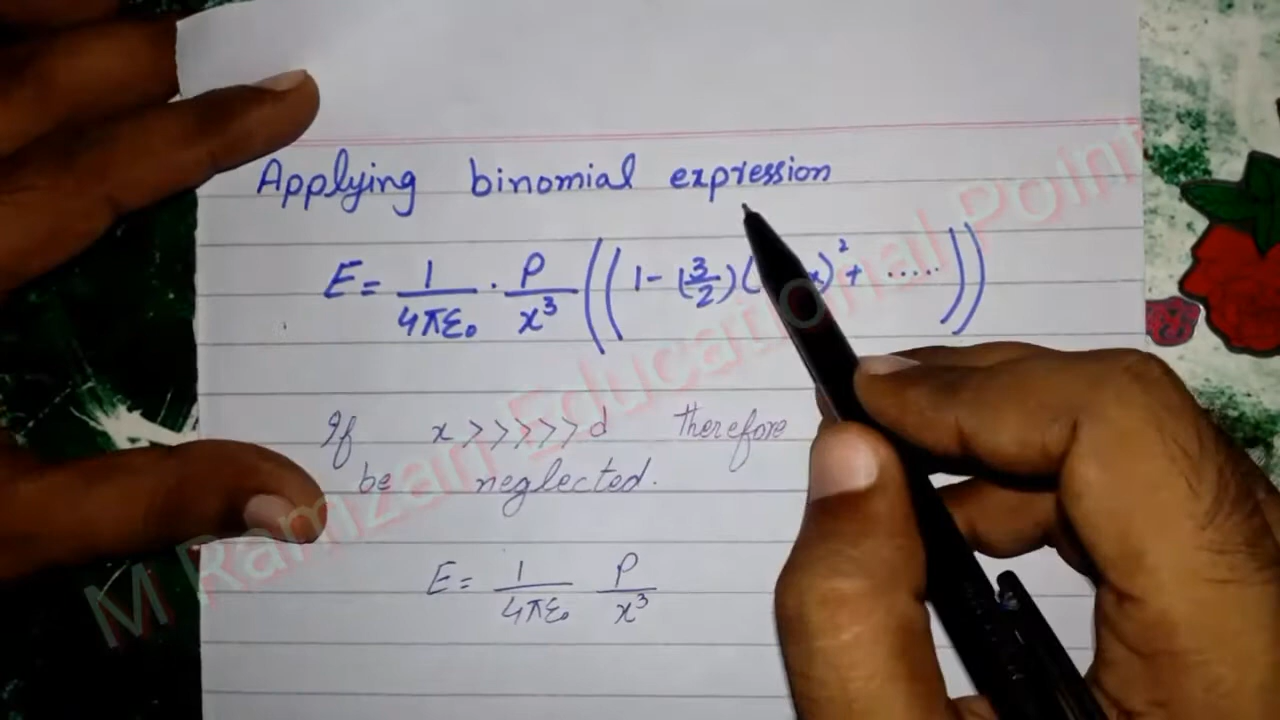 Applying binomial expression
E = 1/4πε₀ · P/x³ ((1 - (3/2)( x)² + .....))
If x >>>>> d therefore
be neglected.
E = 1/4πε₀ P/x³
M Ramzan Educational Point